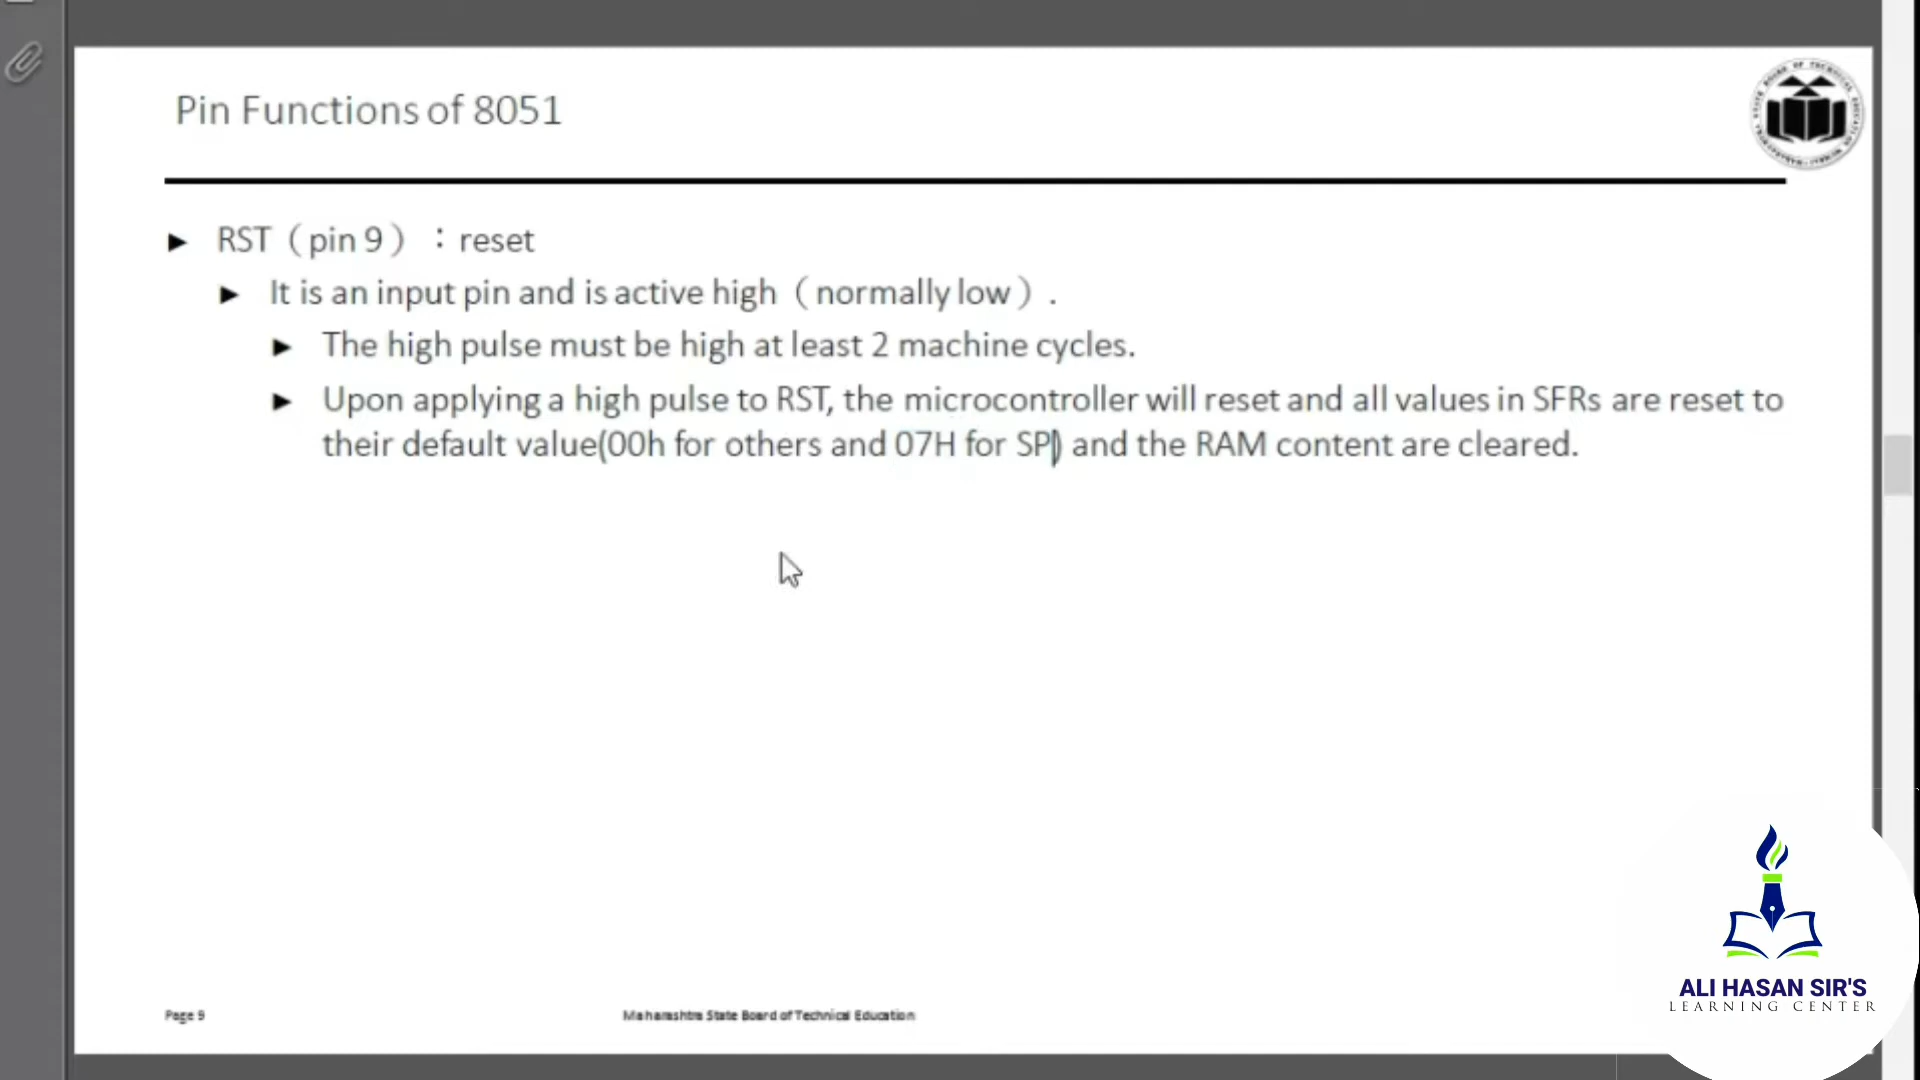 Pin Functions of 8051
► RST（pin 9）：reset
► It is an input pin and is active high（normally low）.
► The high pulse must be high at least 2 machine cycles.
► Upon applying a high pulse to RST, the microcontroller will reset and all values in SFRs are reset to
their default value(00h for others and 07H for SP) and the RAM content are cleared.
Page 9
Maharashtra State Board of Technical Education
ALI HASAN SIR'S
LEARNING CENTER